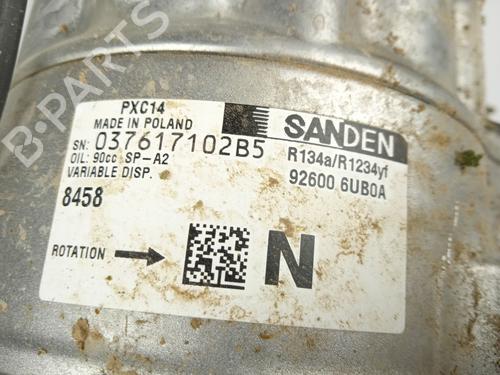 PXC14
MADE IN POLAND
SN: 037617102B5
OIL: 90cc SP-A2
VARIABLE DISP.
8458
SANDEN
R134a/R1234yf
92600 6UB0A
ROTATION
N